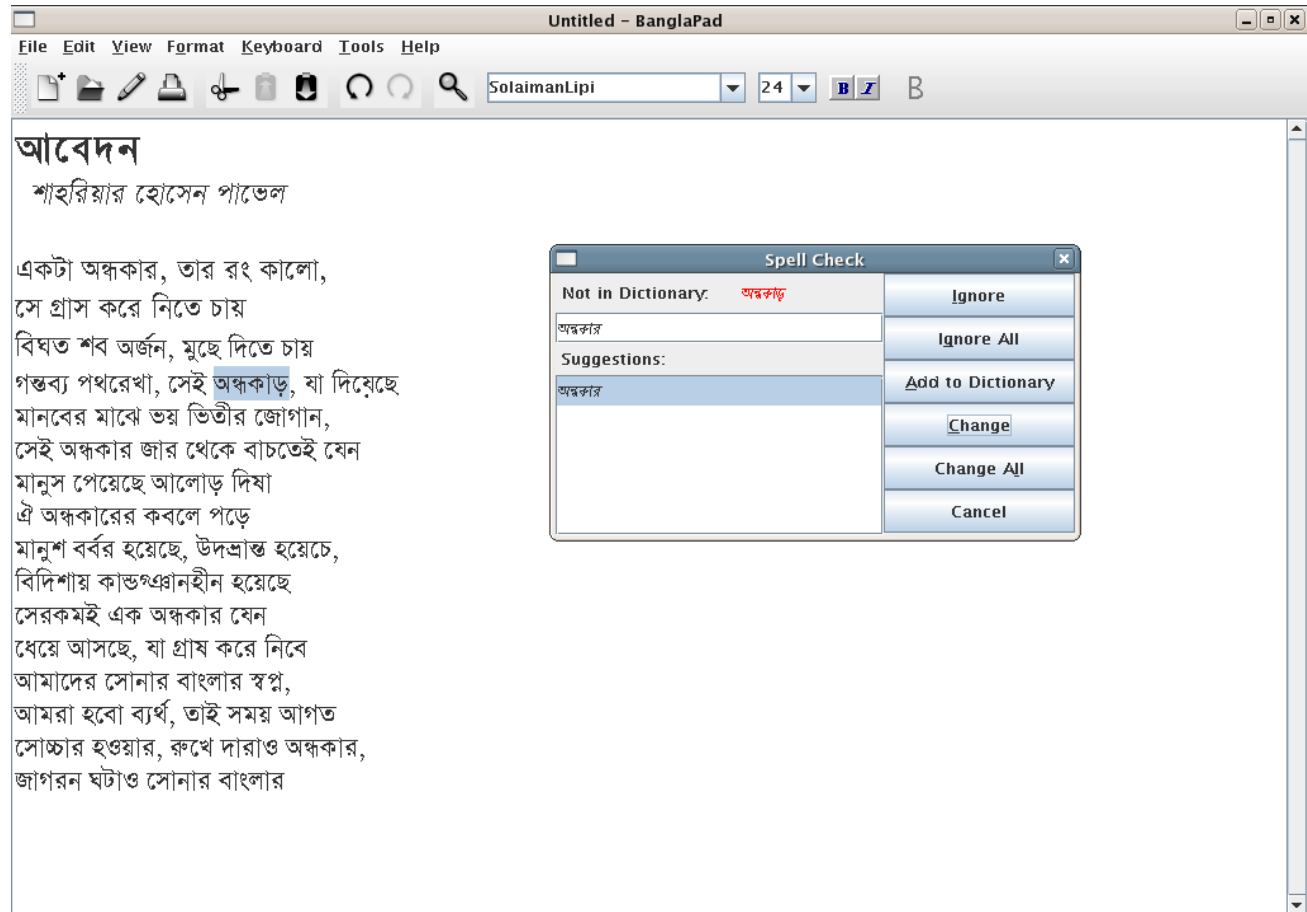 Untitled - BanglaPad
File Edit View Format Keyboard Tools Help
SolaimanLipi 24 B I B
আবেদন
শাহরিয়ার হোসেন পাভেল
একটা অন্ধকার, তার রং কালো,
সে গ্রাস করে নিতে চায়
বিঘত শব অর্জন, মুছে দিতে চায়
গন্তব্য পথরেখা, সেই অন্ধকাড়, যা দিয়েছে
মানবের মাঝে ভয় ভিতীর জোগান,
সেই অন্ধকার জার থেকে বাচতেই যেন
মানুস পেয়েছে আলোড় দিষা
ঐ অন্ধকারের কবলে পড়ে
মানুশ বর্বর হয়েছে, উদভ্রান্ত হয়েচে,
বিদিশায় কান্ডগ্জ্ঞানহীন হয়েছে
সেরকমই এক অন্ধকার যেন
ধেয়ে আসছে, যা গ্রাষ করে নিবে
আমাদের সোনার বাংলার স্বপ্ন,
আমরা হবো ব্যর্থ, তাই সময় আগত
সোচ্চার হওয়ার, রুখে দারাও অন্ধকার,
জাগরন ঘটাও সোনার বাংলার
Spell Check
Not in Dictionary: অন্ধকাড়
অন্ধকার
Suggestions:
অন্ধকার
Ignore
Ignore All
Add to Dictionary
Change
Change All
Cancel